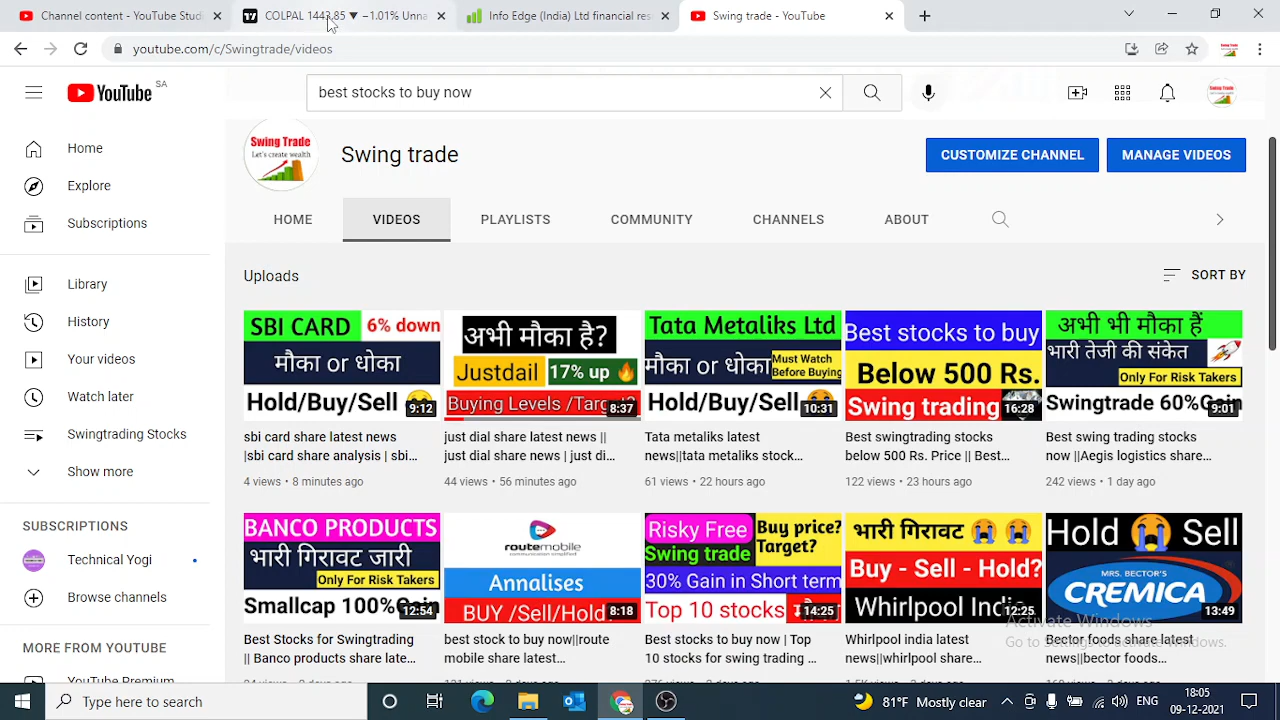 Channel content - YouTube Stud
COLPAL 1443.85 ▼ −1.01% Unna
Info Edge (India) Ltd financial res
Swing trade - YouTube
youtube.com/c/Swingtrade/videos
YouTube SA
best stocks to buy now
Home
Explore
Subscriptions
Library
History
Your videos
Watch later
Swingtrading Stocks
Show more
SUBSCRIPTIONS
Technical Yogi
Browse channels
MORE FROM YOUTUBE
YouTube Premium
Swing Trade
Let's create wealth
Swing trade
CUSTOMIZE CHANNEL
MANAGE VIDEOS
HOME
VIDEOS
PLAYLISTS
COMMUNITY
CHANNELS
ABOUT
Uploads
SORT BY
SBI CARD 6% down
मौका or धोका
Hold/Buy/Sell
9:12
sbi card share latest news
|sbi card share analysis | sbi...
4 views • 8 minutes ago
अभी मौका है?
Justdail 17% up
Buying Levels /Target?
8:37
just dial share latest news ||
just dial share news | just di...
44 views • 56 minutes ago
Tata Metaliks Ltd
मौका or धोका
Must Watch
Before Buying
Hold/Buy/Sell
10:31
Tata metaliks latest
news||tata metaliks stock...
61 views • 22 hours ago
Best stocks to buy
Below 500 Rs.
Swing trading
16:28
Best swingtrading stocks
below 500 Rs. Price || Best...
122 views • 23 hours ago
अभी भी मौका हैं
भारी तेजी की संकेत
Only For Risk Takers
Swingtrade 60%Gain
9:01
Best swing trading stocks
now ||Aegis logistics share...
242 views • 1 day ago
BANCO PRODUCTS
भारी गिरावट जारी
Only For Risk Takers
Smallcap 100%Gain
12:54
Best Stocks for Swingtrading
|| Banco products share late...
routemobile
communication simplified
Annalises
BUY /Sell/Hold
8:18
best stock to buy now||route
mobile share latest...
Risky Free
Swing trade
Buy price?
Target?
30% Gain in Short term
Top 10 stocks
14:25
Best stocks to buy now | Top
10 stocks for swing trading ...
भारी गिरावट
Buy - Sell - Hold?
Whirlpool India
12:25
Whirlpool india latest
news||whirlpool share...
Hold Sell
MRS. BECTOR'S
CREMICA
13:49
Bector foods share latest
news||bector foods...
Activate Windows
Go to Settings to activate Windows.
Type here to search
81°F Mostly clear
18:05
09-12-2021